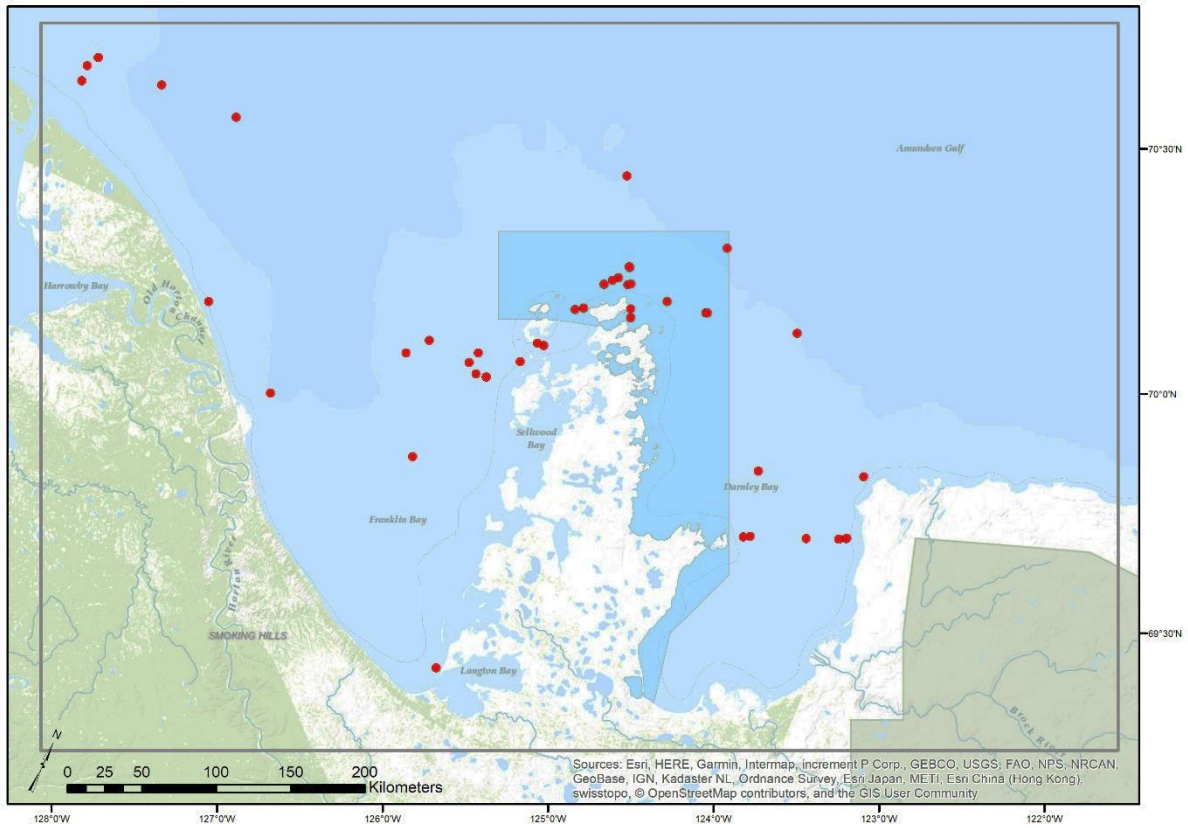 Amundsen Gulf
70°30'N
Harrowby Bay
Old Horton
Channel
70°0'N
Sellwood
Bay
Darnley Bay
Franklin Bay
Horton River
69°30'N
SMOKING HILLS
Langton Bay
Brock River
N
0 25 50 100 150 200
Kilometers
Sources: Esri, HERE, Garmin, Intermap, increment P Corp., GEBCO, USGS, FAO, NPS, NRCAN,
GeoBase, IGN, Kadaster NL, Ordnance Survey, Esri Japan, METI, Esri China (Hong Kong),
swisstopo, © OpenStreetMap contributors, and the GIS User Community
128°0'W 127°0'W 126°0'W 125°0'W 124°0'W 123°0'W 122°0'W